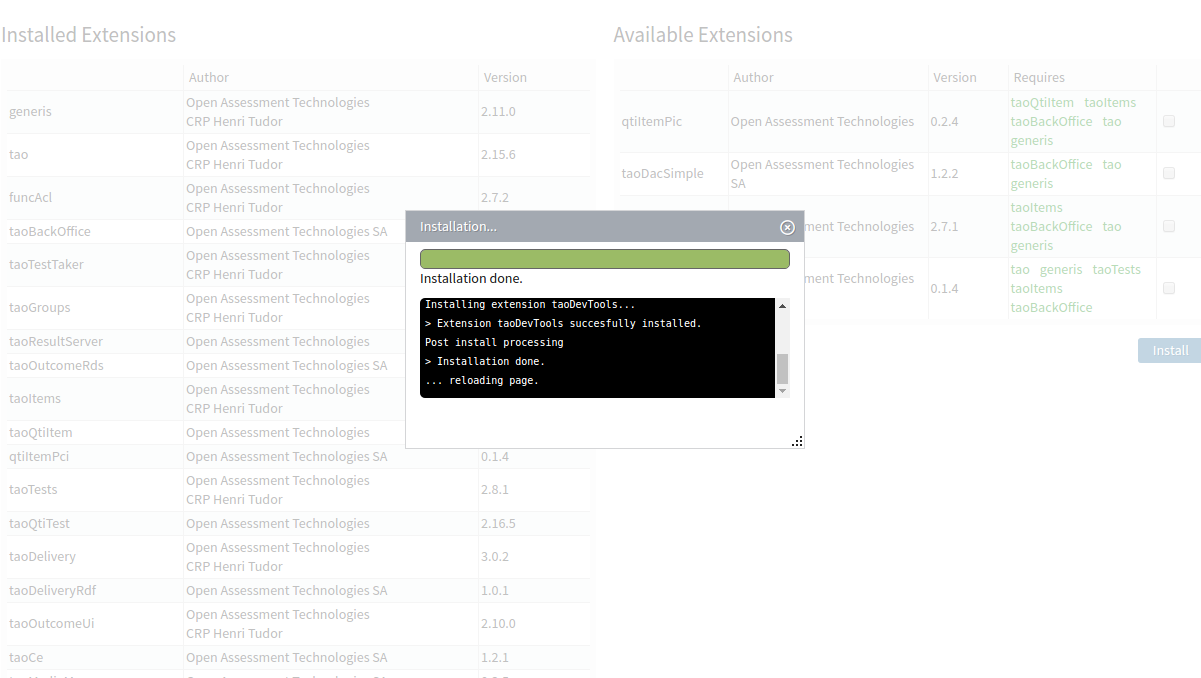 Installed Extensions
Author Version
generis Open Assessment Technologies 2.11.0
CRP Henri Tudor
tao Open Assessment Technologies 2.15.6
CRP Henri Tudor
funcAcl Open Assessment Technologies 2.7.2
CRP Henri Tudor
taoBackOffice Open Assessment Technologies SA
taoTestTaker Open Assessment Technologies
CRP Henri Tudor
taoGroups Open Assessment Technologies
CRP Henri Tudor
taoResultServer Open Assessment Technologies
taoOutcomeRds Open Assessment Technologies SA
taoItems Open Assessment Technologies
CRP Henri Tudor
taoQtiItem Open Assessment Technologies
qtiItemPci Open Assessment Technologies SA 0.1.4
taoTests Open Assessment Technologies 2.8.1
CRP Henri Tudor
taoQtiTest Open Assessment Technologies 2.16.5
taoDelivery Open Assessment Technologies 3.0.2
CRP Henri Tudor
taoDeliveryRdf Open Assessment Technologies SA 1.0.1
taoOutcomeUi Open Assessment Technologies 2.10.0
CRP Henri Tudor
taoCe Open Assessment Technologies SA 1.2.1
Available Extensions
Author Version Requires
qtiItemPic Open Assessment Technologies 0.2.4 taoQtiItem taoItems
taoBackOffice tao
generis
taoDacSimple Open Assessment Technologies SA 1.2.2 taoBackOffice tao
generis
ment Technologies 2.7.1 taoItems
taoBackOffice tao
generis
ment Technologies 0.1.4 tao generis taoTests
taoItems
taoBackOffice
Install
Installation...
Installation done.
Installing extension taoDevTools...
> Extension taoDevTools succesfully installed.
Post install processing
> Installation done.
... reloading page.